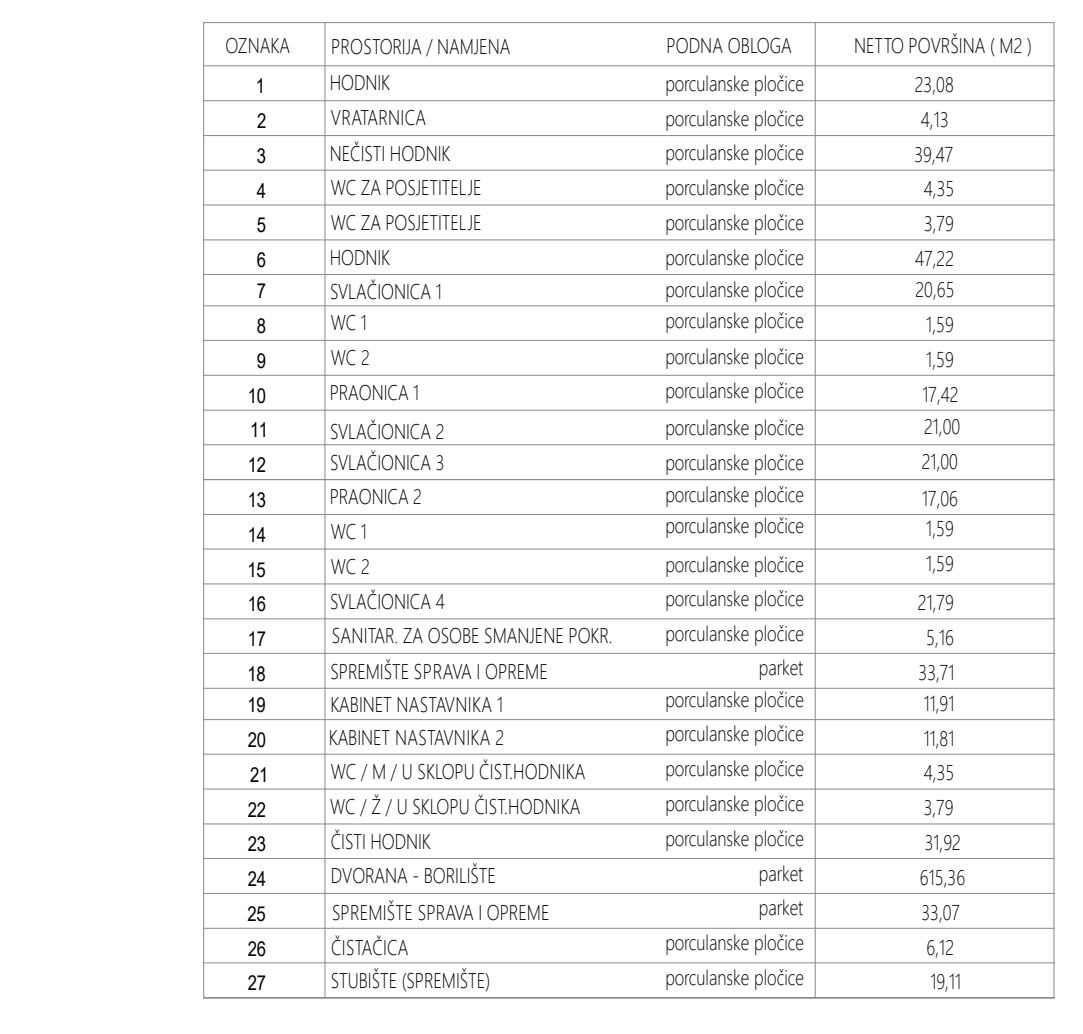 OZNAKA PROSTORIJA / NAMJENA PODNA OBLOGA NETTO POVRŠINA ( M2 )
1 HODNIK porculanske pločice 23,08
2 VRATARNICA porculanske pločice 4,13
3 NEČISTI HODNIK porculanske pločice 39,47
4 WC ZA POSJETITELJE porculanske pločice 4,35
5 WC ZA POSJETITELJE porculanske pločice 3,79
6 HODNIK porculanske pločice 47,22
7 SVLAČIONICA 1 porculanske pločice 20,65
8 WC 1 porculanske pločice 1,59
9 WC 2 porculanske pločice 1,59
10 PRAONICA 1 porculanske pločice 17,42
11 SVLAČIONICA 2 porculanske pločice 21,00
12 SVLAČIONICA 3 porculanske pločice 21,00
13 PRAONICA 2 porculanske pločice 17,06
14 WC 1 porculanske pločice 1,59
15 WC 2 porculanske pločice 1,59
16 SVLAČIONICA 4 porculanske pločice 21,79
17 SANITAR. ZA OSOBE SMANJENE POKR. porculanske pločice 5,16
18 SPREMIŠTE SPRAVA I OPREME parket 33,71
19 KABINET NASTAVNIKA 1 porculanske pločice 11,91
20 KABINET NASTAVNIKA 2 porculanske pločice 11,81
21 WC / M / U SKLOPU ČIST.HODNIKA porculanske pločice 4,35
22 WC / Ž / U SKLOPU ČIST.HODNIKA porculanske pločice 3,79
23 ČISTI HODNIK porculanske pločice 31,92
24 DVORANA - BORILIŠTE parket 615,36
25 SPREMIŠTE SPRAVA I OPREME parket 33,07
26 ČISTAČICA porculanske pločice 6,12
27 STUBIŠTE (SPREMIŠTE) porculanske pločice 19,11